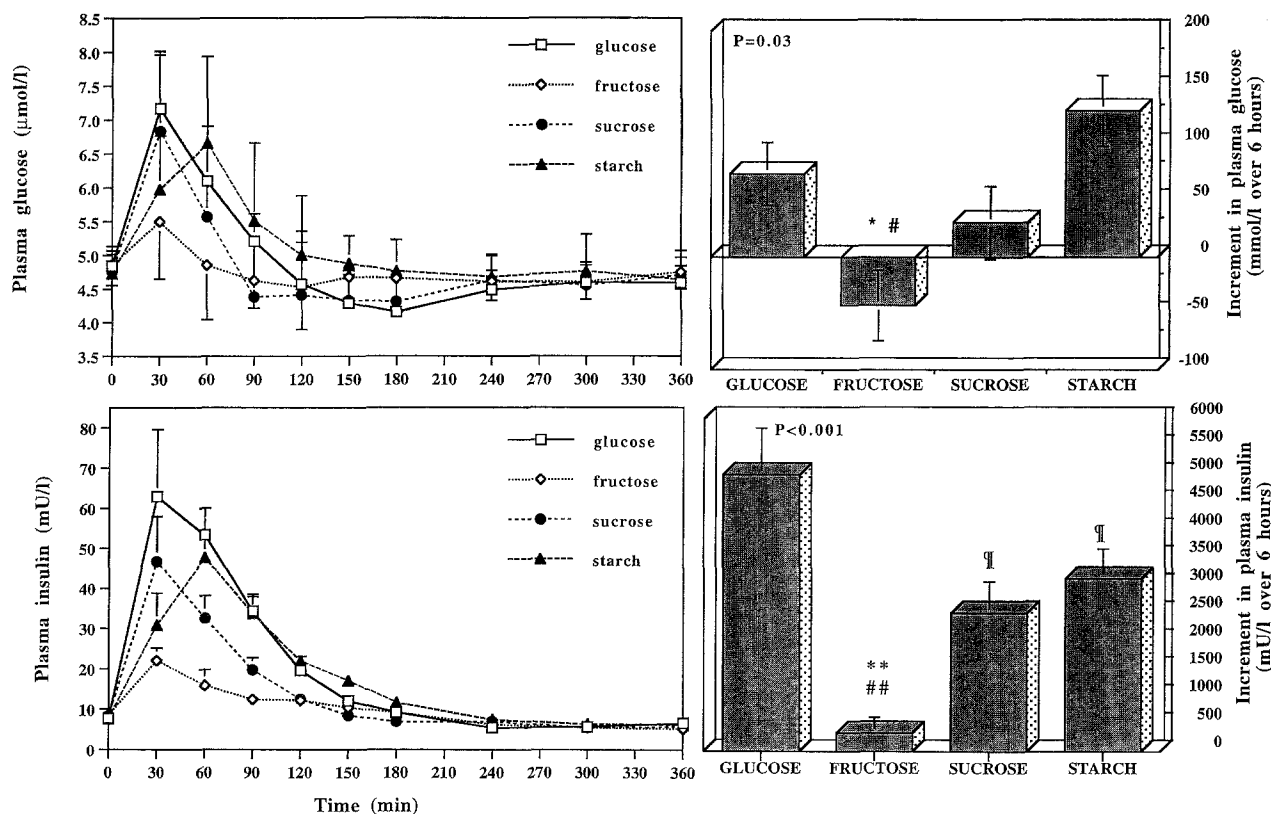 Plasma glucose (μmol/l)
8.5
8.0
7.5
7.0
6.5
6.0
5.5
5.0
4.5
4.0
3.5
0 30 60 90 120 150 180 210 240 270 300 330 360
glucose
fructose
sucrose
starch
P=0.03
* #
200
150
100
50
0
-50
-100
Increment in plasma glucose
(mmol/l over 6 hours)
GLUCOSE FRUCTOSE SUCROSE STARCH
Plasma insulin (mU/l)
80
70
60
50
40
30
20
10
0
0 30 60 90 120 150 180 210 240 270 300 330 360
Time (min)
glucose
fructose
sucrose
starch
P<0.001
**
##
¶
¶
6000
5500
5000
4500
4000
3500
3000
2500
2000
1500
1000
500
0
Increment in plasma insulin
(mU/l over 6 hours)
GLUCOSE FRUCTOSE SUCROSE STARCH